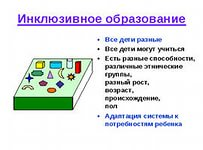 Инклюзивное образование
• Все дети разные
• Все дети могут учиться
• Есть разные способности,
различные этнические
группы,
разный рост,
возраст,
происхождение,
пол
• Адаптация системы к
потребностям ребенка